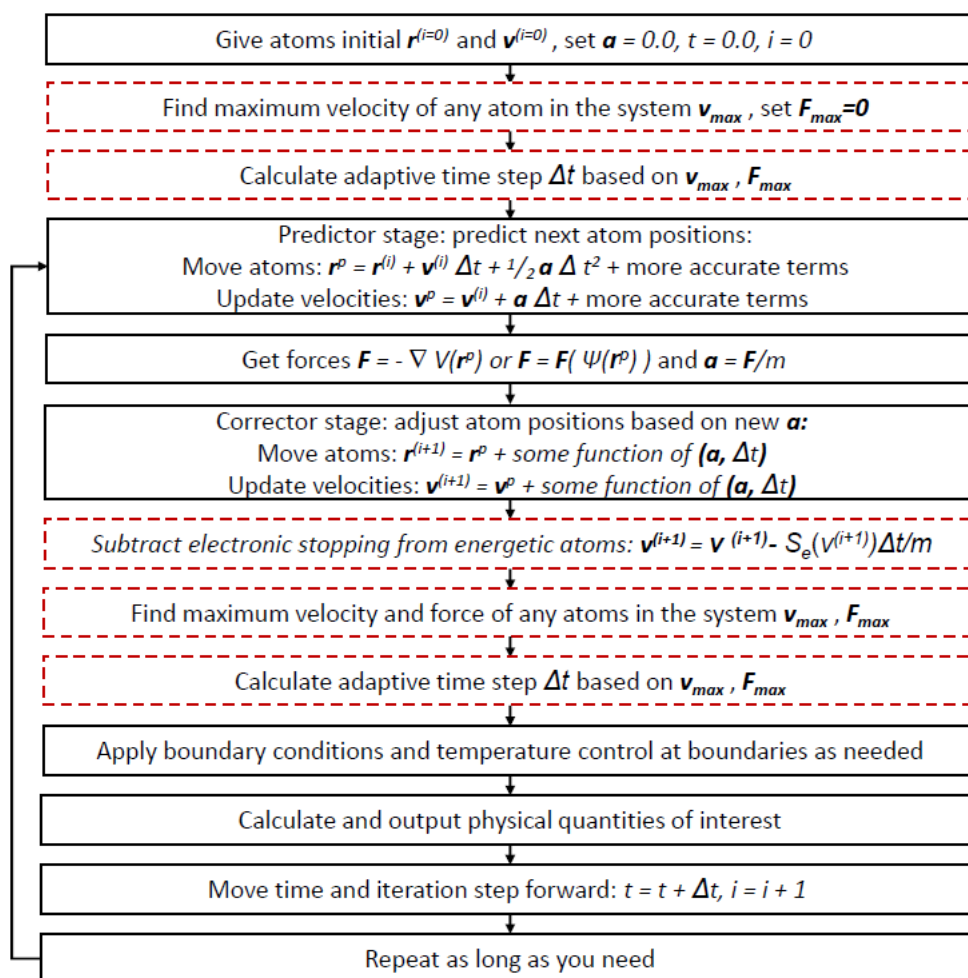 Give atoms initial r(i=0) and v(i=0) , set a = 0.0, t = 0.0, i = 0
Find maximum velocity of any atom in the system vmax , set Fmax=0
Calculate adaptive time step Δt based on vmax , Fmax
Predictor stage: predict next atom positions:
Move atoms: rp = r(i) + v(i) Δt + 1/2 a Δ t2 + more accurate terms
Update velocities: vp = v(i) + a Δt + more accurate terms
Get forces F = - ∇ V(rp) or F = F( Ψ(rp) ) and a = F/m
Corrector stage: adjust atom positions based on new a:
Move atoms: r(i+1) = rp + some function of (a, Δt)
Update velocities: v(i+1) = vp + some function of (a, Δt)
Subtract electronic stopping from energetic atoms: v(i+1) = v (i+1)- Se(v(i+1))Δt/m
Find maximum velocity and force of any atoms in the system vmax , Fmax
Calculate adaptive time step Δt based on vmax , Fmax
Apply boundary conditions and temperature control at boundaries as needed
Calculate and output physical quantities of interest
Move time and iteration step forward: t = t + Δt, i = i + 1
Repeat as long as you need